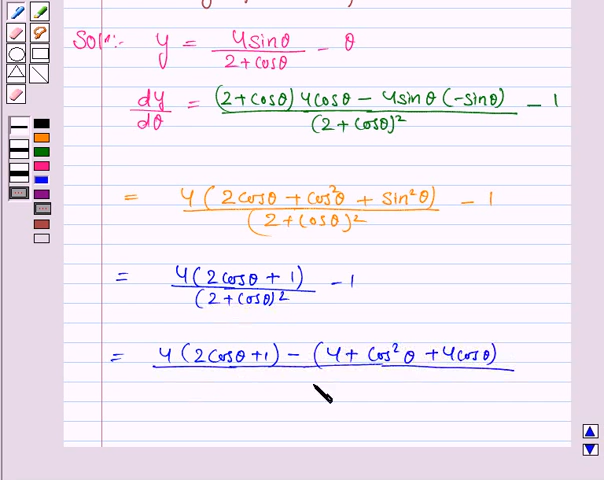 Solⁿ:- y = 4sinθ / 2+cosθ − θ
dy/dθ = (2+cosθ)4cosθ − 4sinθ(−sinθ) / (2+cosθ)² − 1
= 4(2cosθ + cos²θ + sin²θ) / (2+cosθ)² − 1
= 4(2cosθ + 1) / (2+cosθ)² − 1
= 4(2cosθ+1) − (4 + cos²θ + 4cosθ)